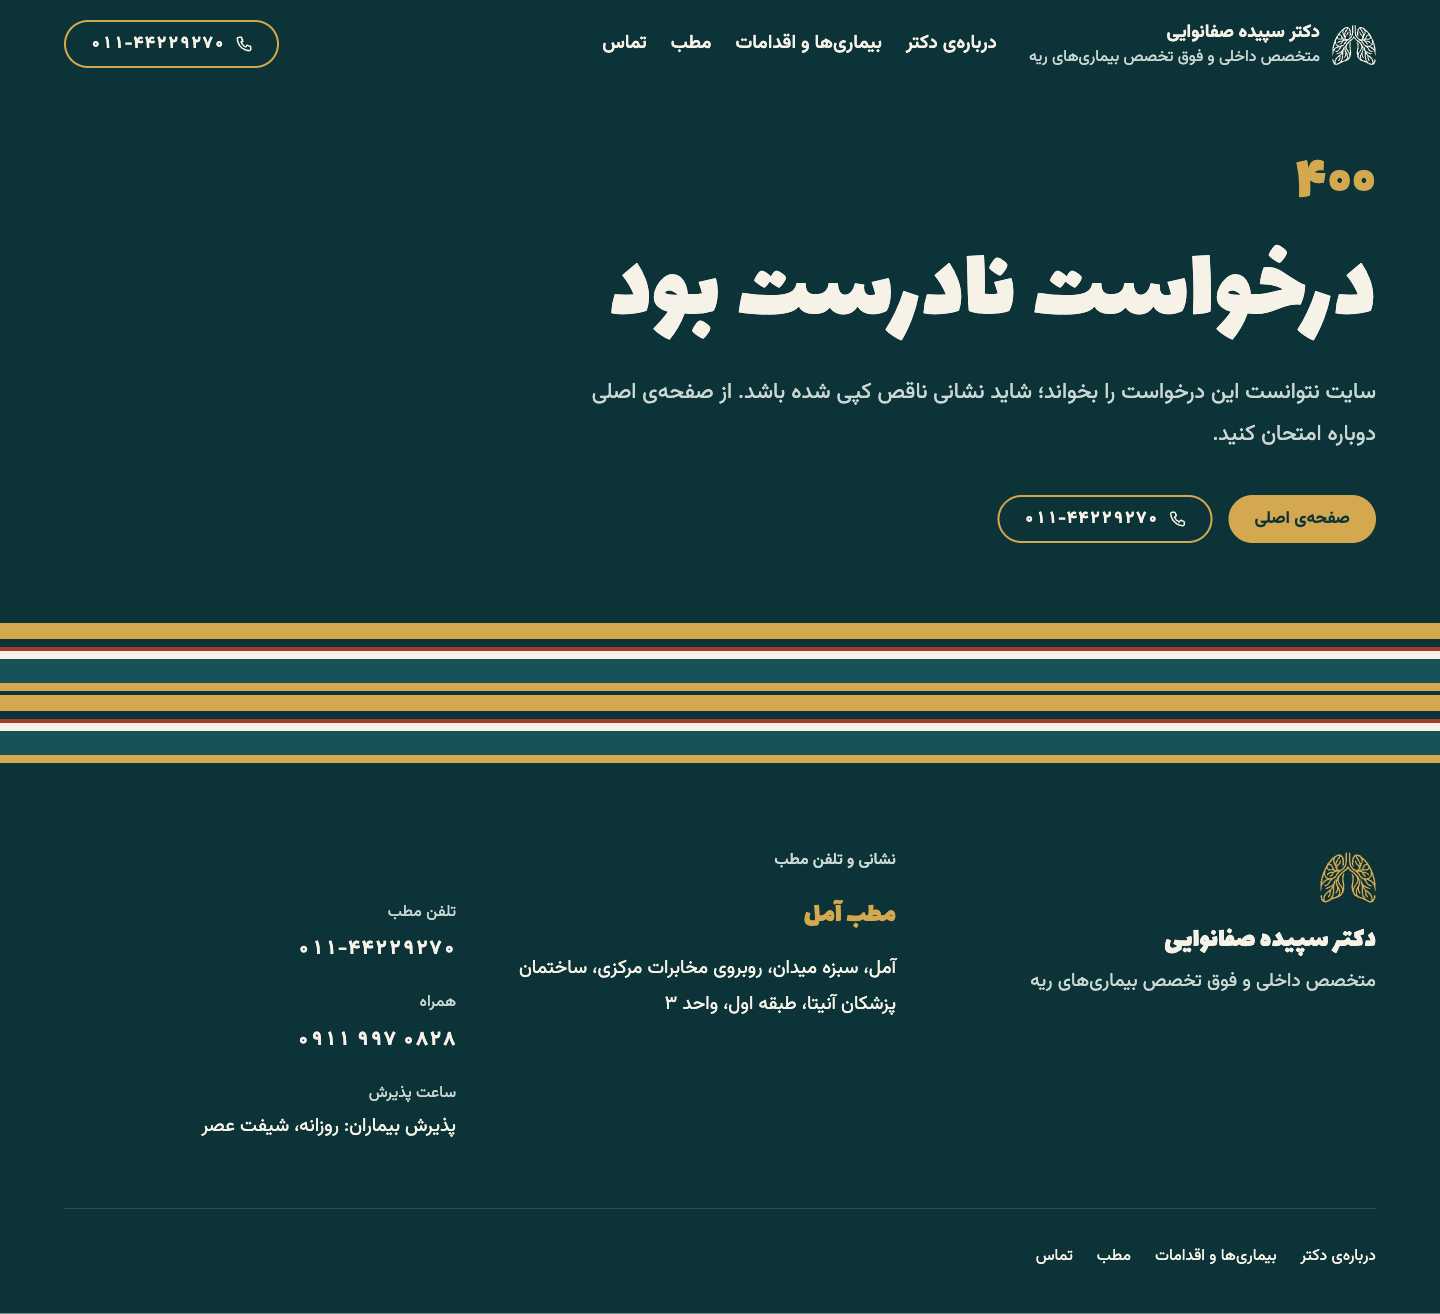 دکتر سپیده صفانوایی
متخصص داخلی و فوق تخصص بیماری‌های ریه
درباره‌ی دکتر
بیماری‌ها و اقدامات
مطب
تماس
۰۱۱-۴۴۲۲۹۲۷۰
۴۰۰
درخواست نادرست بود
سایت نتوانست این درخواست را بخواند؛ شاید نشانی ناقص کپی شده باشد. از صفحه‌ی اصلی
دوباره امتحان کنید.
صفحه‌ی اصلی
۰۱۱-۴۴۲۲۹۲۷۰
دکتر سپیده صفانوایی
متخصص داخلی و فوق تخصص بیماری‌های ریه
نشانی و تلفن مطب
مطب آمل
آمل، سبزه میدان، روبروی مخابرات مرکزی، ساختمان
پزشکان آنیتا، طبقه اول، واحد ۳
تلفن مطب
۰۱۱-۴۴۲۲۹۲۷۰
همراه
۰۹۱۱ ۹۹۷ ۰۸۲۸
ساعت پذیرش
پذیرش بیماران: روزانه، شیفت عصر
درباره‌ی دکتر
بیماری‌ها و اقدامات
مطب
تماس